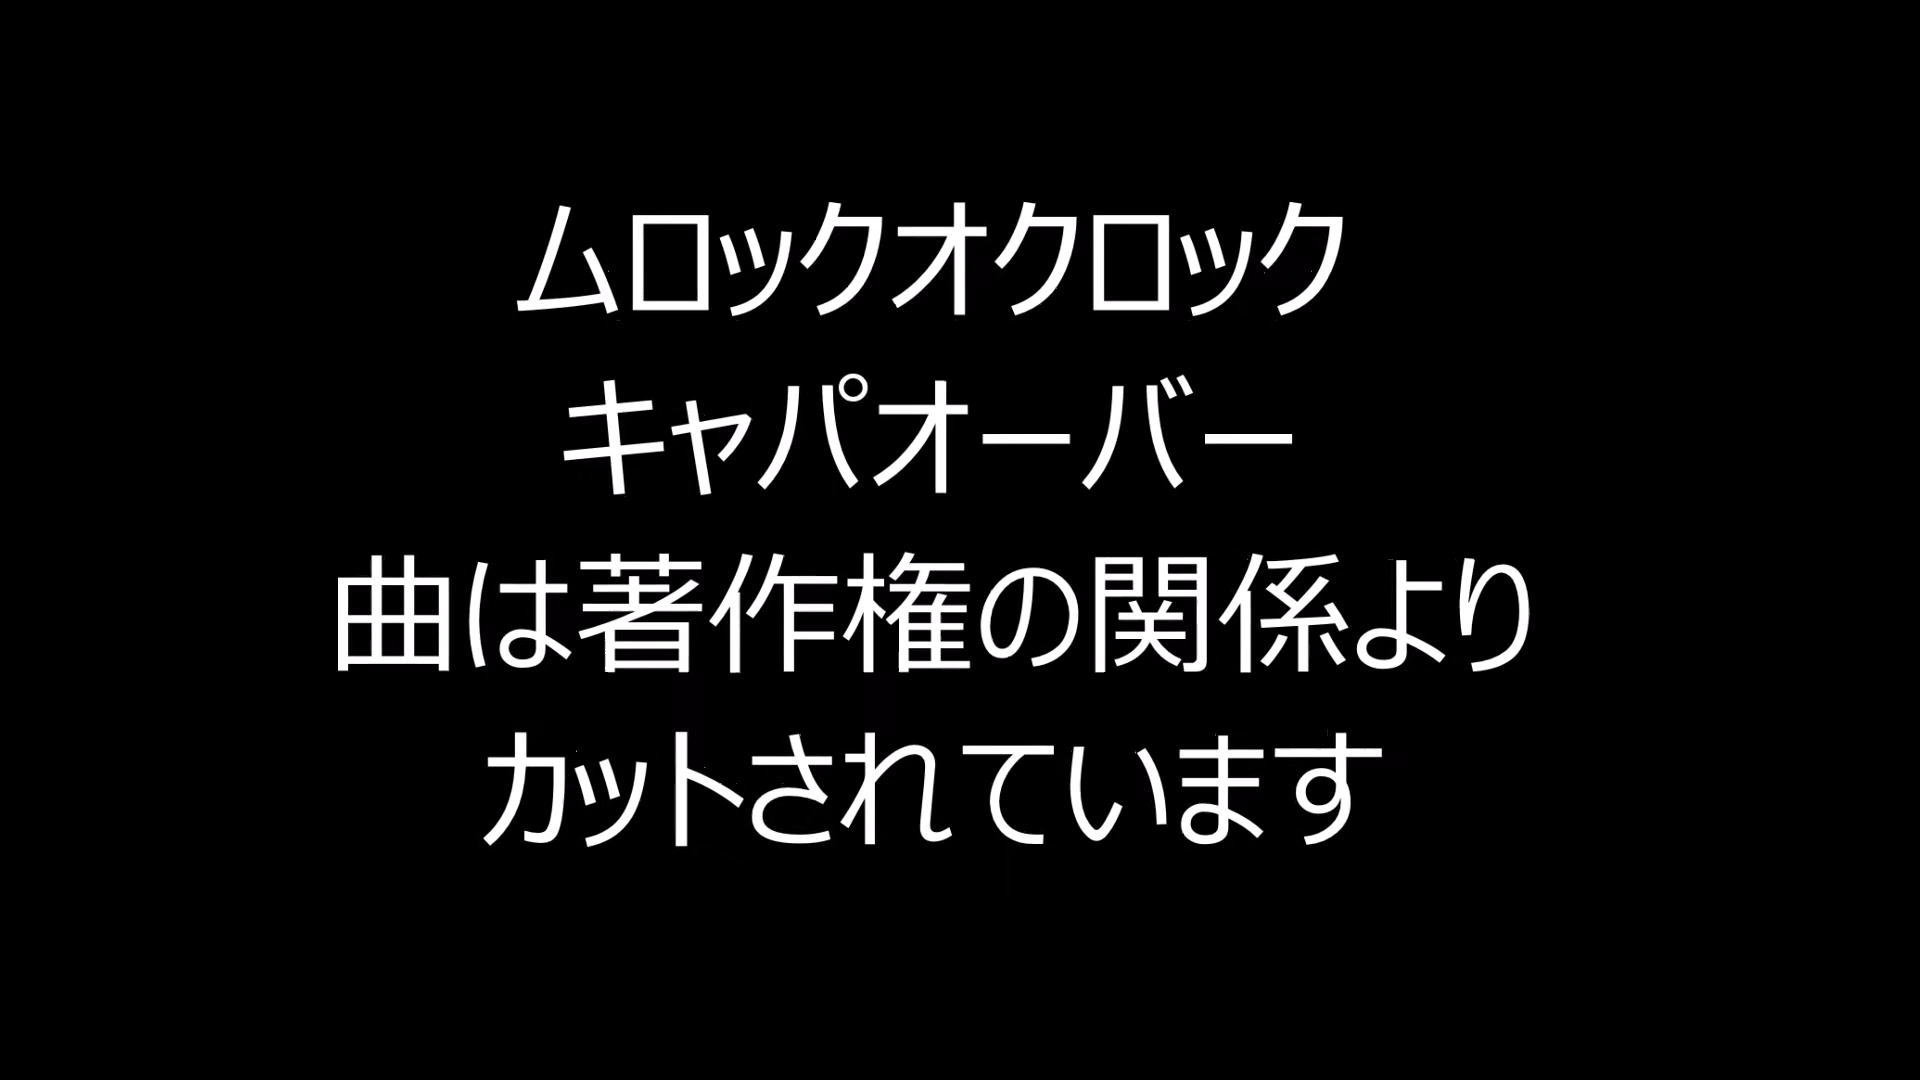 ムロックオクロック
キャパオーバー
曲は著作権の関係より
カットされています